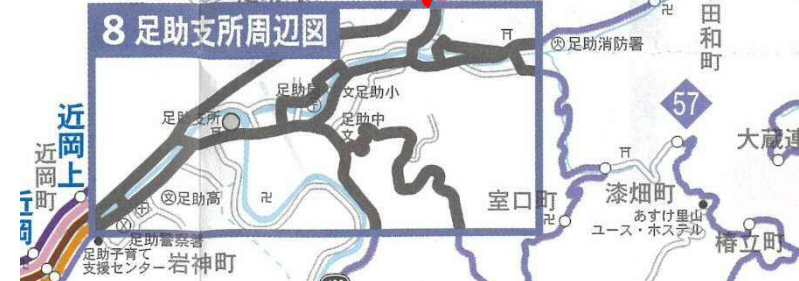 8 足助支所周辺図
田和町
足助消防署
足助小
足助中
足助支所
57
近岡上
近岡町
大蔵連
足助高
室口町
漆畑町
あすけ里山
ユース・ホステル
椿立町
足助警察署
足助子育て
支援センター
岩神町